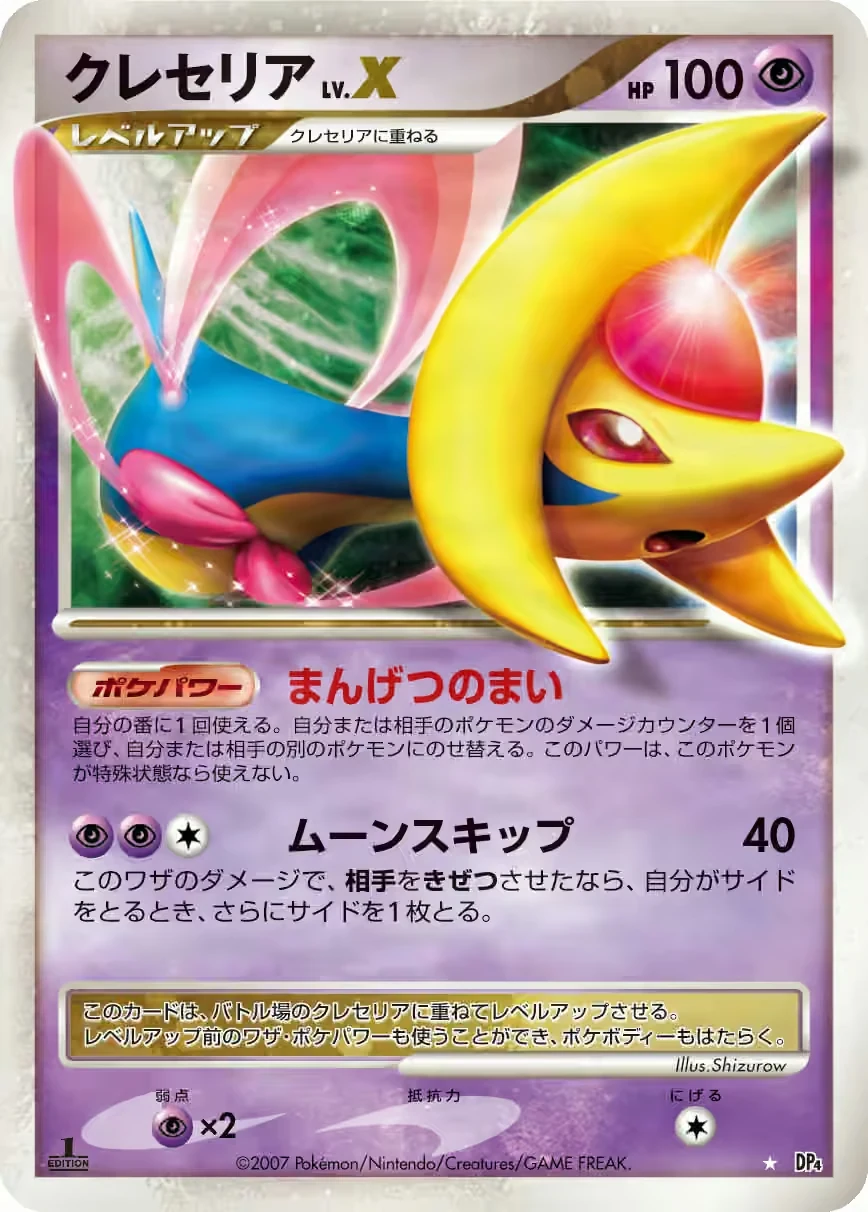 クレセリア LV.X HP 100
レベルアップ クレセリアに重ねる
ポケパワー まんげつのまい
自分の番に1回使える。自分または相手のポケモンのダメージカウンターを1個
選び、自分または相手の別のポケモンにのせ替える。このパワーは、このポケモン
が特殊状態なら使えない。
ムーンスキップ 40
このワザのダメージで、相手をきぜつさせたなら、自分がサイド
をとるとき、さらにサイドを1枚とる。
このカードは、バトル場のクレセリアに重ねてレベルアップさせる。
レベルアップ前のワザ・ポケパワーも使うことができ、ポケボディーもはたらく。
Illus.Shizurow
弱点 抵抗力 にげる
×2
1 EDITION
©2007 Pokémon/Nintendo/Creatures/GAME FREAK.
DP4